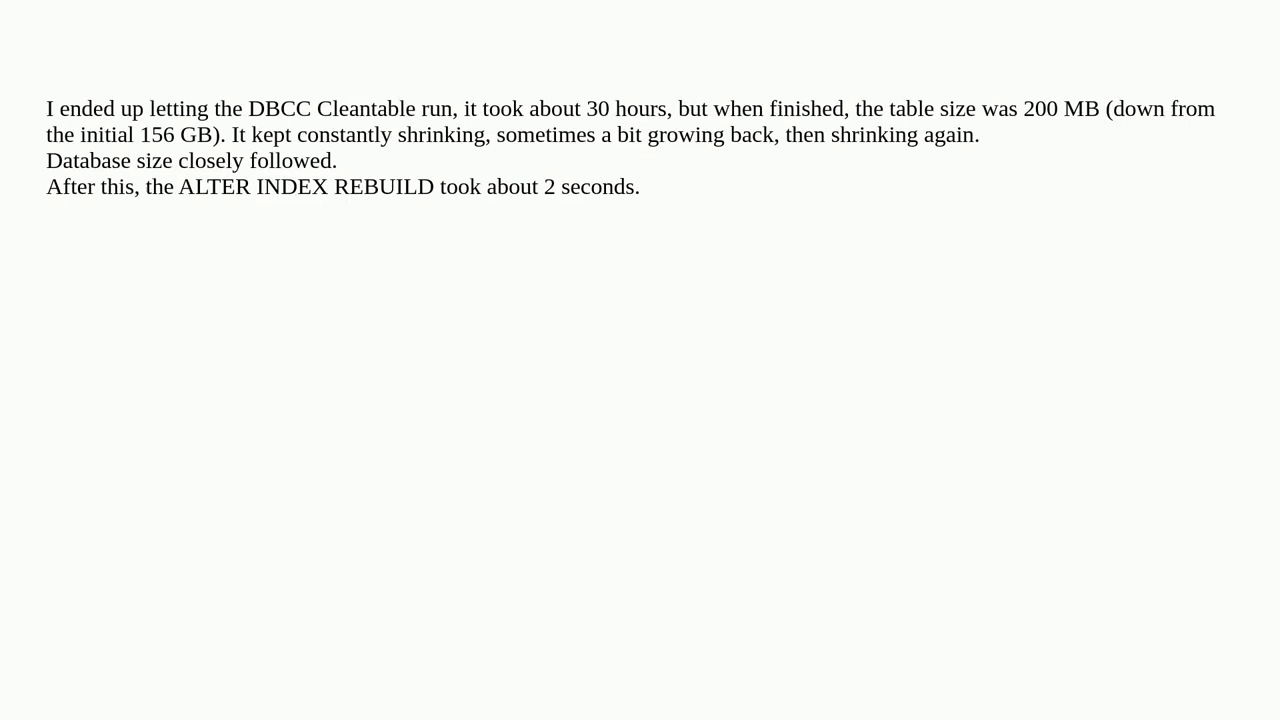 I ended up letting the DBCC Cleantable run, it took about 30 hours, but when finished, the table size was 200 MB (down from
the initial 156 GB). It kept constantly shrinking, sometimes a bit growing back, then shrinking again.
Database size closely followed.
After this, the ALTER INDEX REBUILD took about 2 seconds.